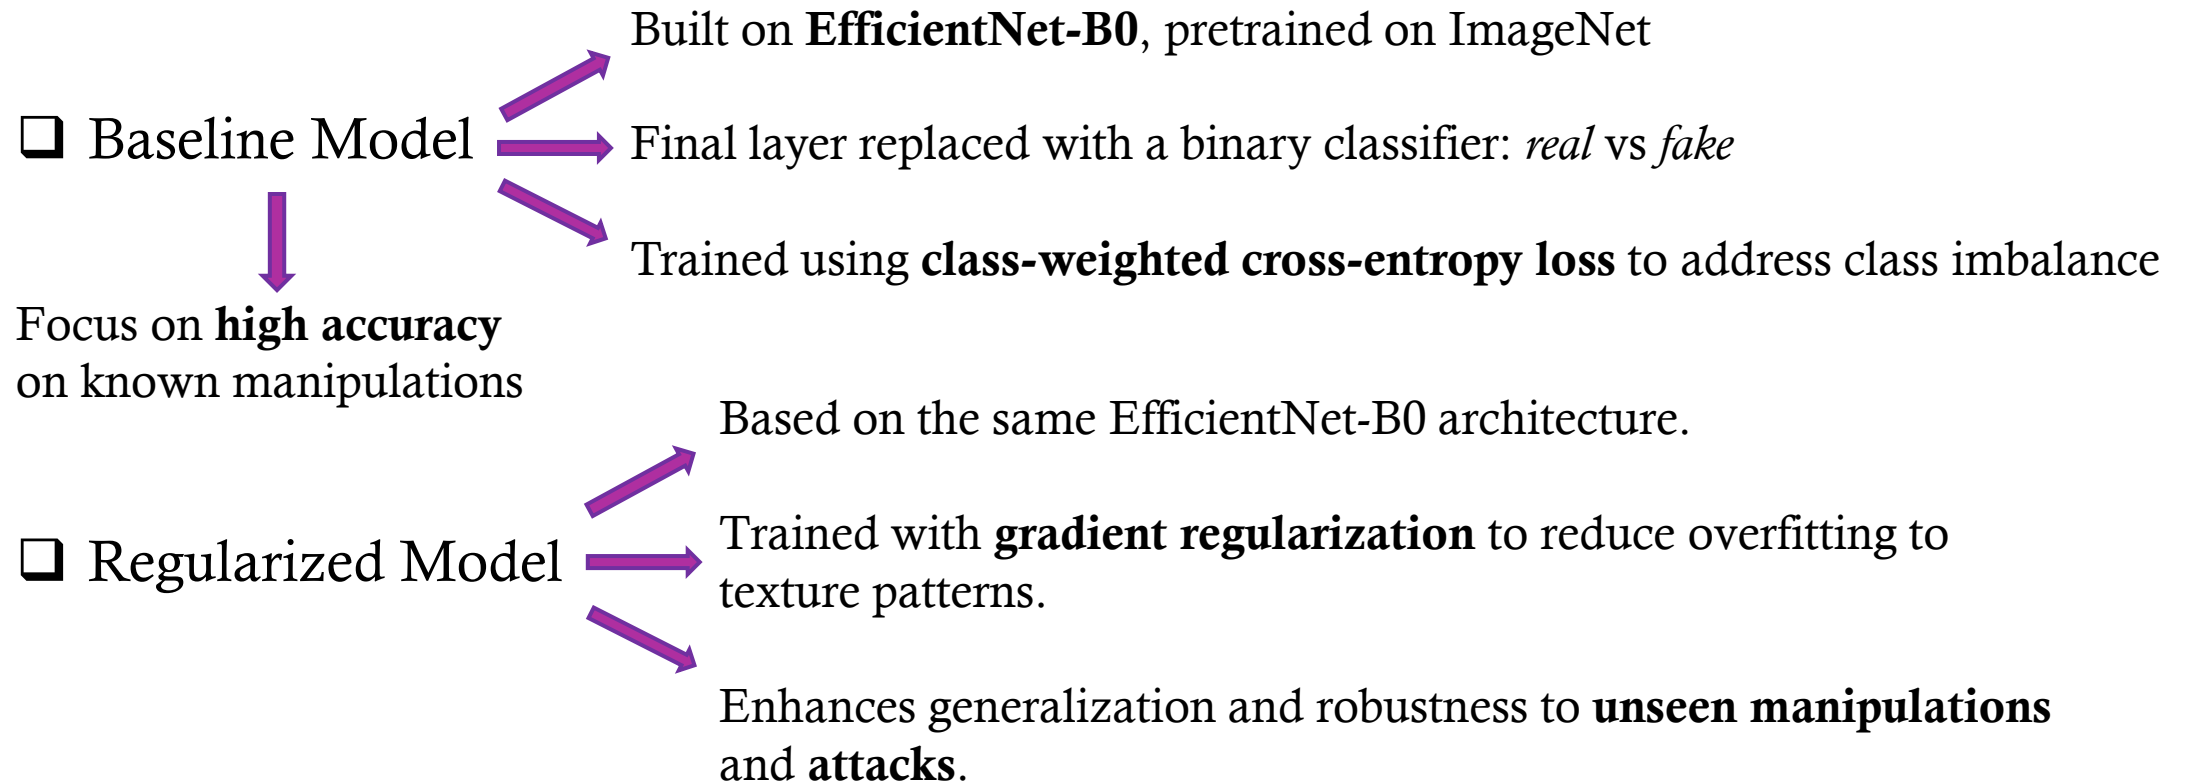 Built on EfficientNet-B0, pretrained on ImageNet
❑ Baseline Model
Final layer replaced with a binary classifier: real vs fake
Trained using class-weighted cross-entropy loss to address class imbalance
Focus on high accuracy
on known manipulations
Based on the same EfficientNet-B0 architecture.
❑ Regularized Model
Trained with gradient regularization to reduce overfitting to
texture patterns.
Enhances generalization and robustness to unseen manipulations
and attacks.